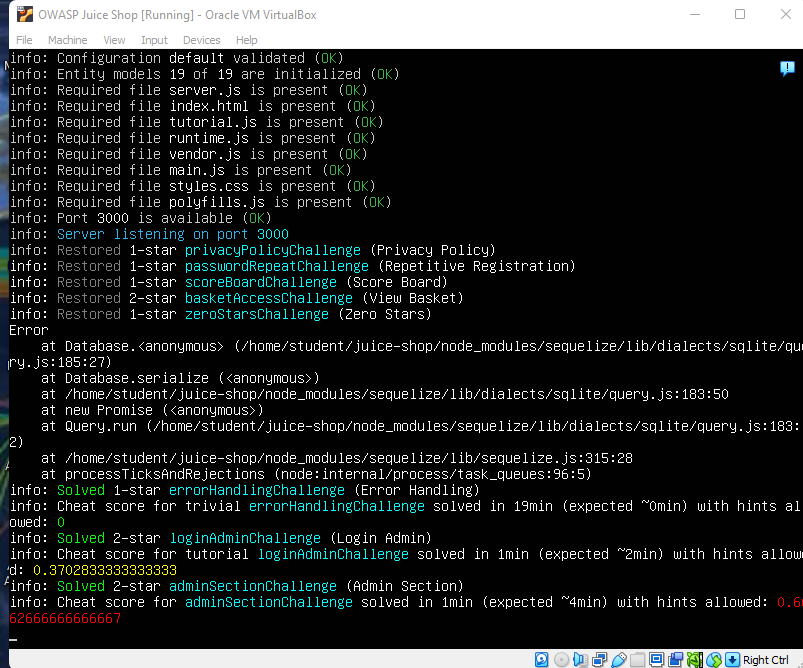 OWASP Juice Shop [Running] - Oracle VM VirtualBox
File Machine View Input Devices Help
info: Configuration default validated (OK)
info: Entity models 19 of 19 are initialized (OK)
info: Required file server.js is present (OK)
info: Required file index.html is present (OK)
info: Required file tutorial.js is present (OK)
info: Required file runtime.js is present (OK)
info: Required file vendor.js is present (OK)
info: Required file main.js is present (OK)
info: Required file styles.css is present (OK)
info: Required file polyfills.js is present (OK)
info: Port 3000 is available (OK)
info: Server listening on port 3000
info: Restored 1-star privacyPolicyChallenge (Privacy Policy)
info: Restored 1-star passwordRepeatChallenge (Repetitive Registration)
info: Restored 1-star scoreBoardChallenge (Score Board)
info: Restored 2-star basketAccessChallenge (View Basket)
info: Restored 1-star zeroStarsChallenge (Zero Stars)
Error
at Database.<anonymous> (/home/student/juice-shop/node_modules/sequelize/lib/dialects/sqlite/que
ry.js:185:27)
at Database.serialize (<anonymous>)
at /home/student/juice-shop/node_modules/sequelize/lib/dialects/sqlite/query.js:183:50
at new Promise (<anonymous>)
at Query.run (/home/student/juice-shop/node_modules/sequelize/lib/dialects/sqlite/query.js:183:
2)
at /home/student/juice-shop/node_modules/sequelize/lib/sequelize.js:315:28
at processTicksAndRejections (node:internal/process/task_queues:96:5)
info: Solved 1-star errorHandlingChallenge (Error Handling)
info: Cheat score for trivial errorHandlingChallenge solved in 19min (expected ~0min) with hints al
owed: 0
info: Solved 2-star loginAdminChallenge (Login Admin)
info: Cheat score for tutorial loginAdminChallenge solved in 1min (expected ~2min) with hints allow
d: 0.3702833333333333
info: Solved 2-star adminSectionChallenge (Admin Section)
info: Cheat score for adminSectionChallenge solved in 1min (expected ~4min) with hints allowed: 0.6
62666666666667
Right Ctrl